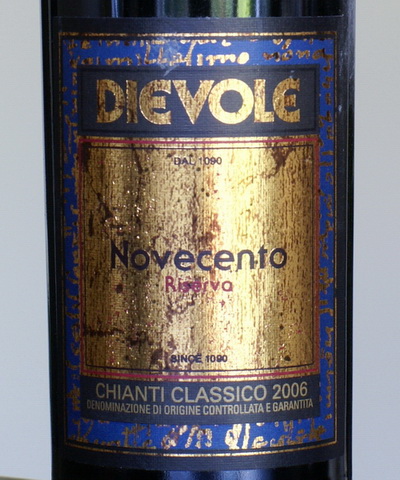 DIEVOLE
DAL 1090
Novecento
Riserva
SINCE 1090
CHIANTI CLASSICO 2006
DENOMINAZIONE DI ORIGINE CONTROLLATA E GARANTITA